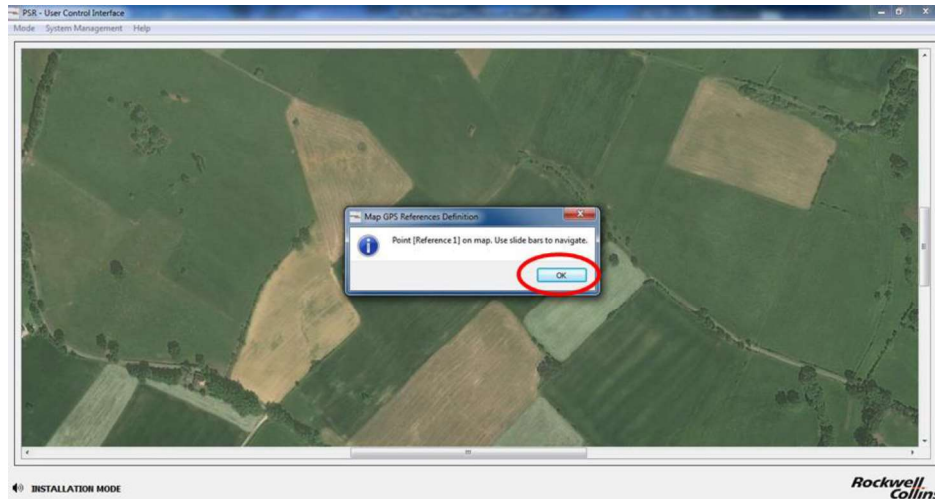 PSR - User Control Interface
Mode System Management Help
Map GPS References Definition
Point [Reference 1] on map. Use slide bars to navigate.
OK
INSTALLATION MODE
Rockwell
Collins